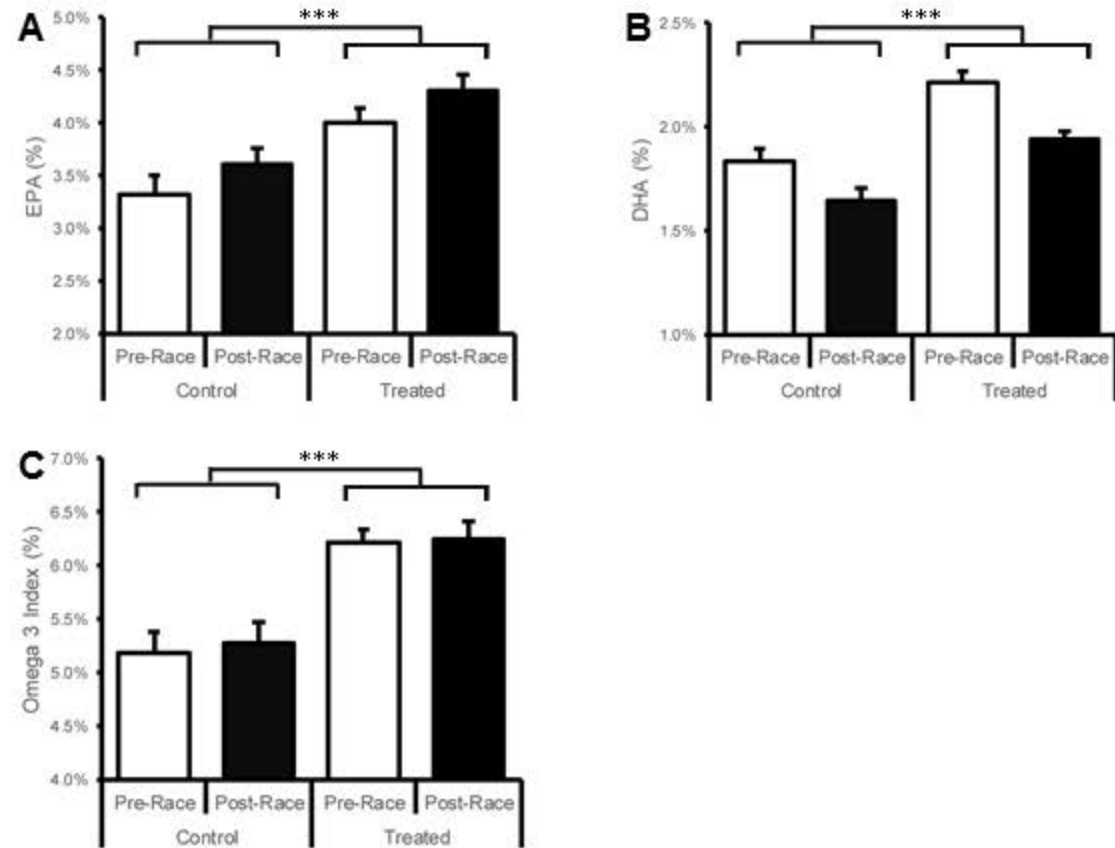 A
EPA (%)
5.0%
4.5%
4.0%
3.5%
3.0%
2.5%
2.0%
***
Pre-Race Post-Race Pre-Race Post-Race
Control Treated
B
DHA (%)
2.5%
2.0%
1.5%
1.0%
***
Pre-Race Post-Race Pre-Race Post-Race
Control Treated
C
Omega 3 Index (%)
7.0%
6.5%
6.0%
5.5%
5.0%
4.5%
4.0%
***
Pre-Race Post-Race Pre-Race Post-Race
Control Treated